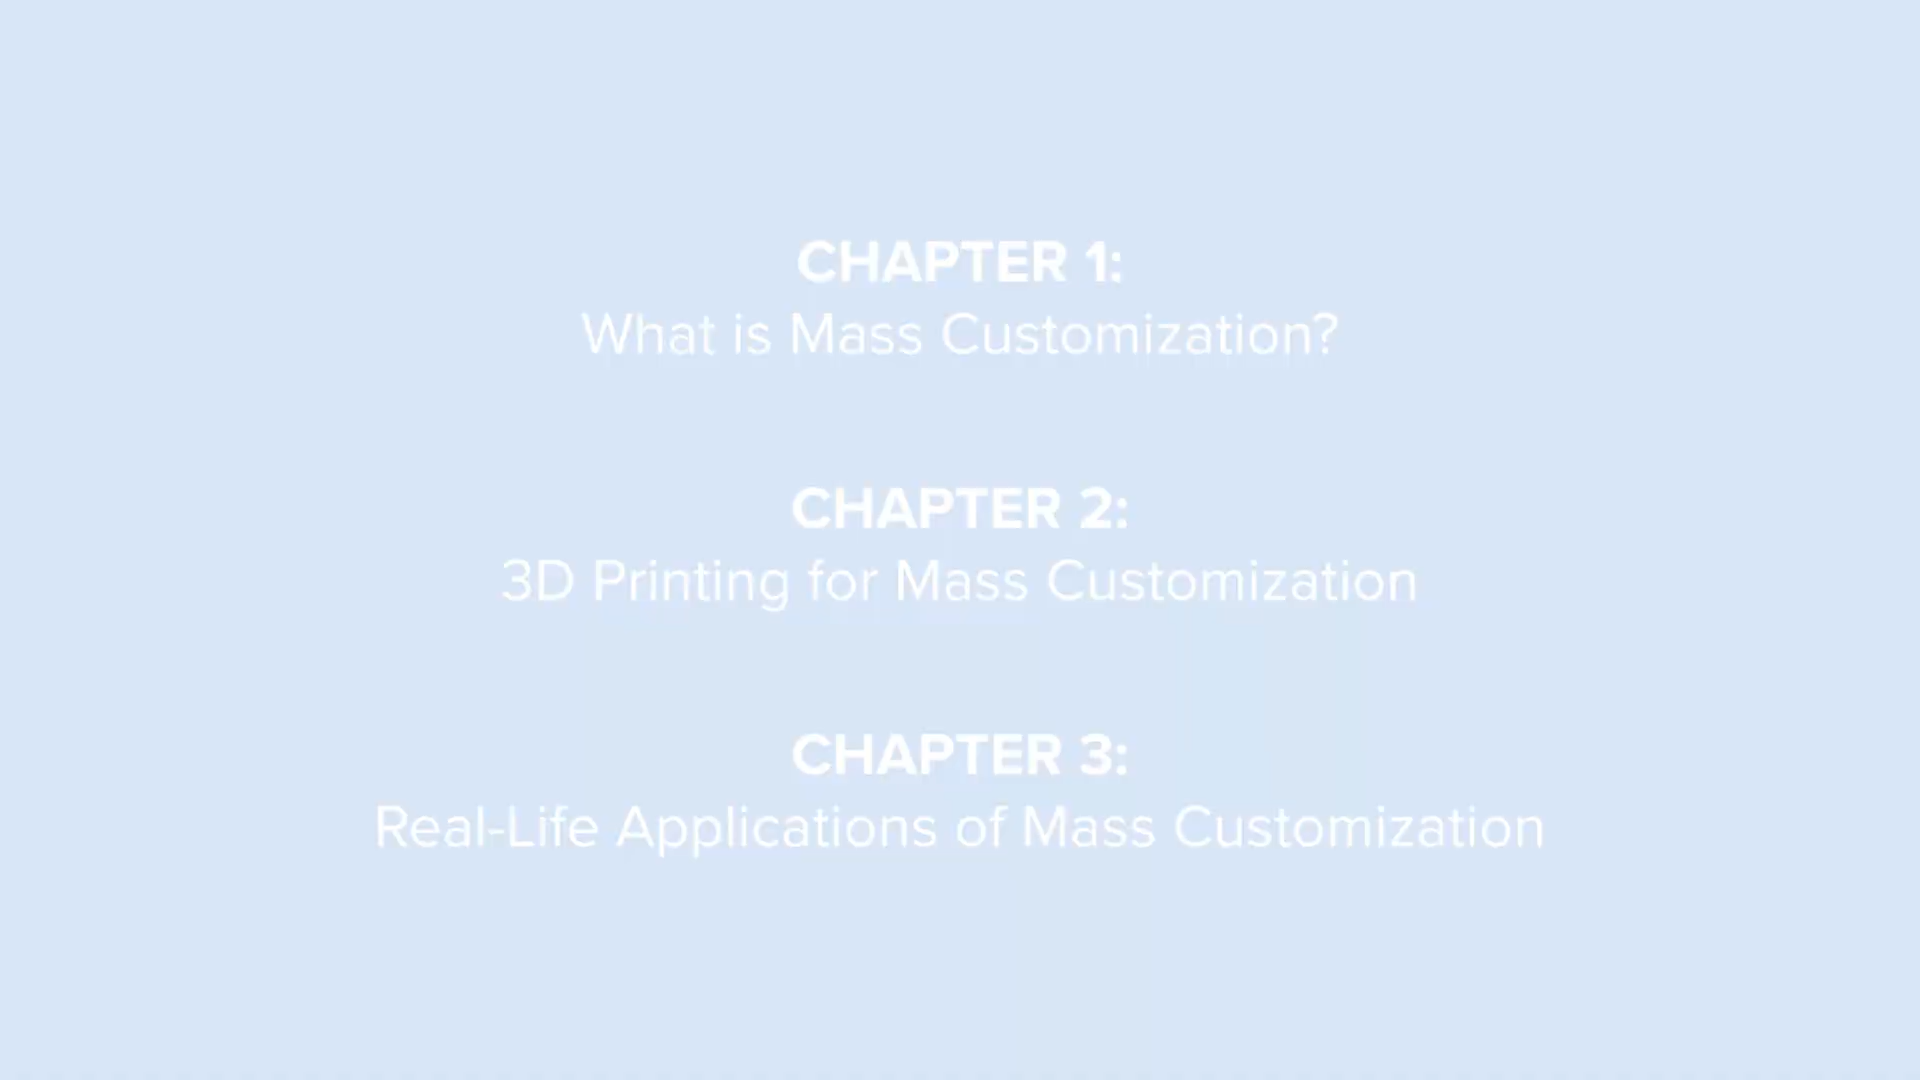 CHAPTER 1:
What is Mass Customization?
CHAPTER 2:
3D Printing for Mass Customization
CHAPTER 3:
Real-Life Applications of Mass Customization